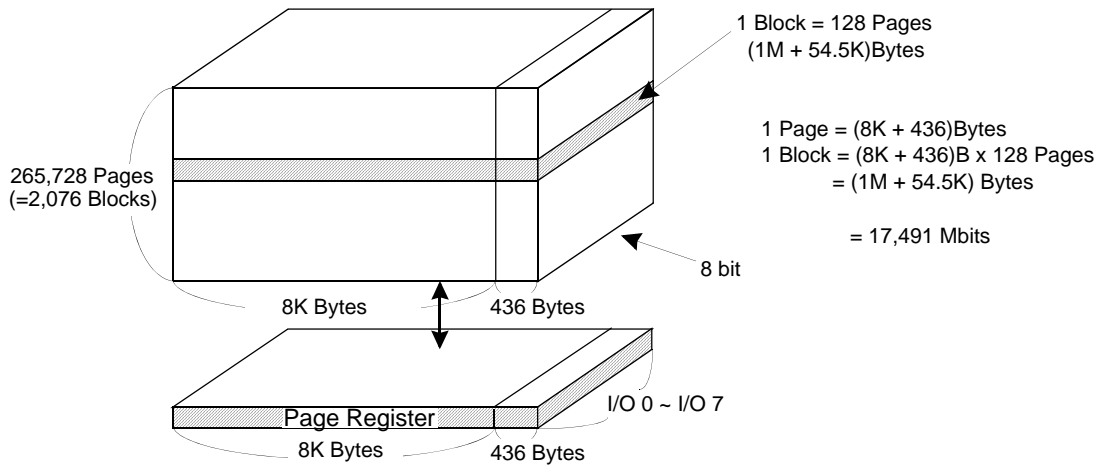 1 Block = 128 Pages
(1M + 54.5K)Bytes
1 Page = (8K + 436)Bytes
1 Block = (8K + 436)B x 128 Pages
= (1M + 54.5K) Bytes
= 17,491 Mbits
265,728 Pages
(=2,076 Blocks)
8 bit
8K Bytes
436 Bytes
Page Register
I/O 0 ~ I/O 7
8K Bytes
436 Bytes